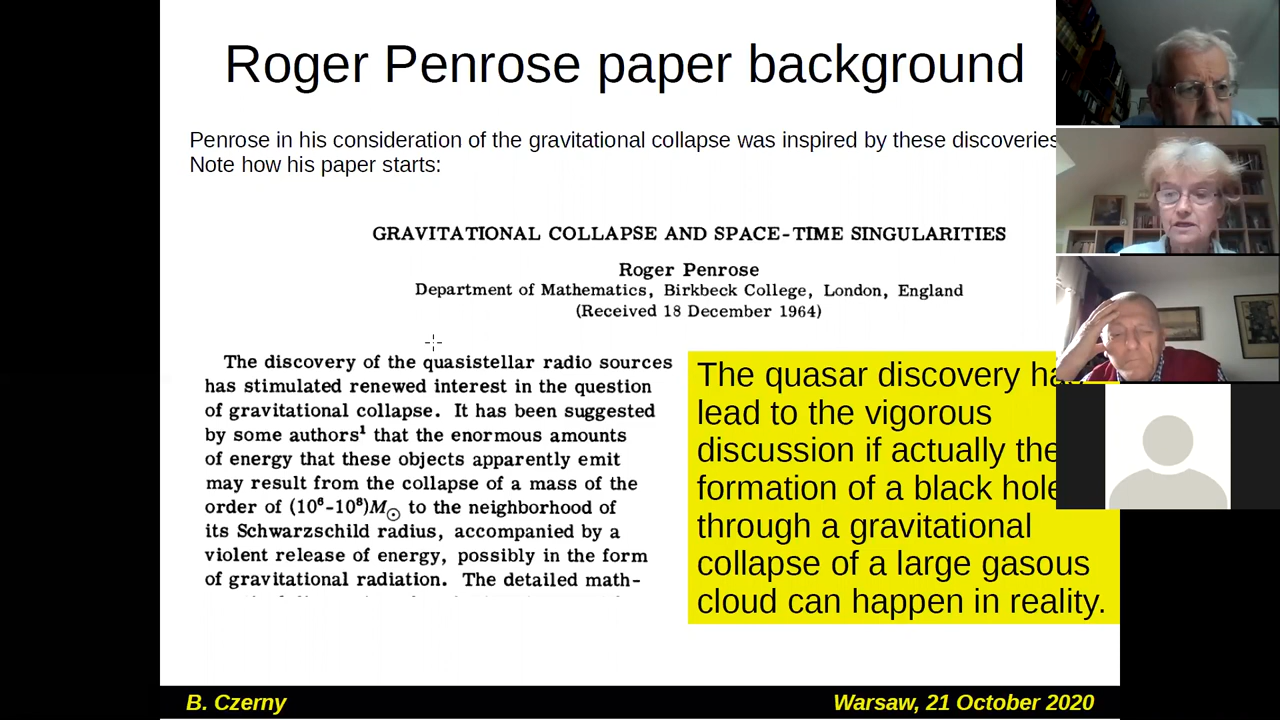 Roger Penrose paper background
Penrose in his consideration of the gravitational collapse was inspired by these discoveries
Note how his paper starts:
GRAVITATIONAL COLLAPSE AND SPACE-TIME SINGULARITIES
Roger Penrose
Department of Mathematics, Birkbeck College, London, England
(Received 18 December 1964)
The discovery of the quasistellar radio sources
has stimulated renewed interest in the question
of gravitational collapse. It has been suggested
by some authors¹ that the enormous amounts
of energy that these objects apparently emit
may result from the collapse of a mass of the
order of (10⁶-10⁸)M☉ to the neighborhood of
its Schwarzschild radius, accompanied by a
violent release of energy, possibly in the form
of gravitational radiation. The detailed math-
The quasar discovery has
lead to the vigorous
discussion if actually the
formation of a black hole
through a gravitational
collapse of a large gasous
cloud can happen in reality.
B. Czerny
Warsaw, 21 October 2020